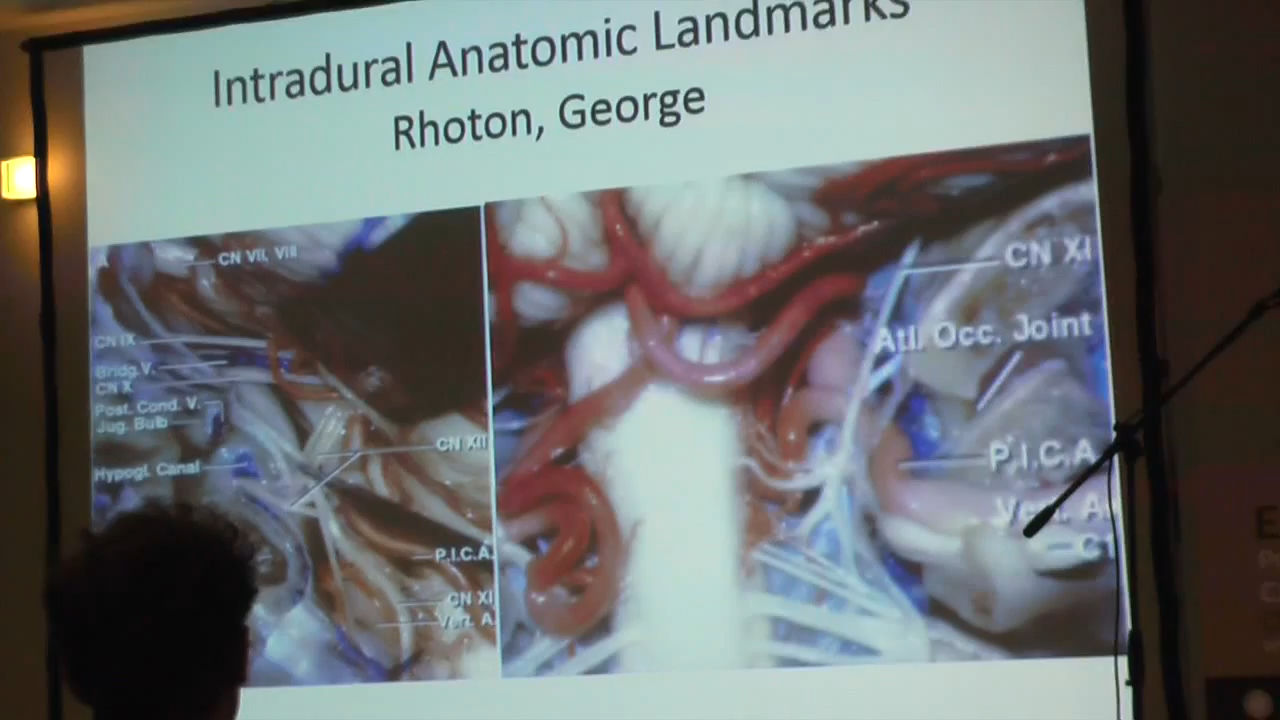 Intradural Anatomic Landmarks
Rhoton, George
CN VII, VIII
CN IX
Bridg.V.
CN X
Post. Cond. V.
Jug. Bulb
Hypogl. Canal
CN XII
P.I.C.A.
CN XI
Vert. A.
CN XI
Atl. Occ. Joint
P.I.C.A
A.
C1